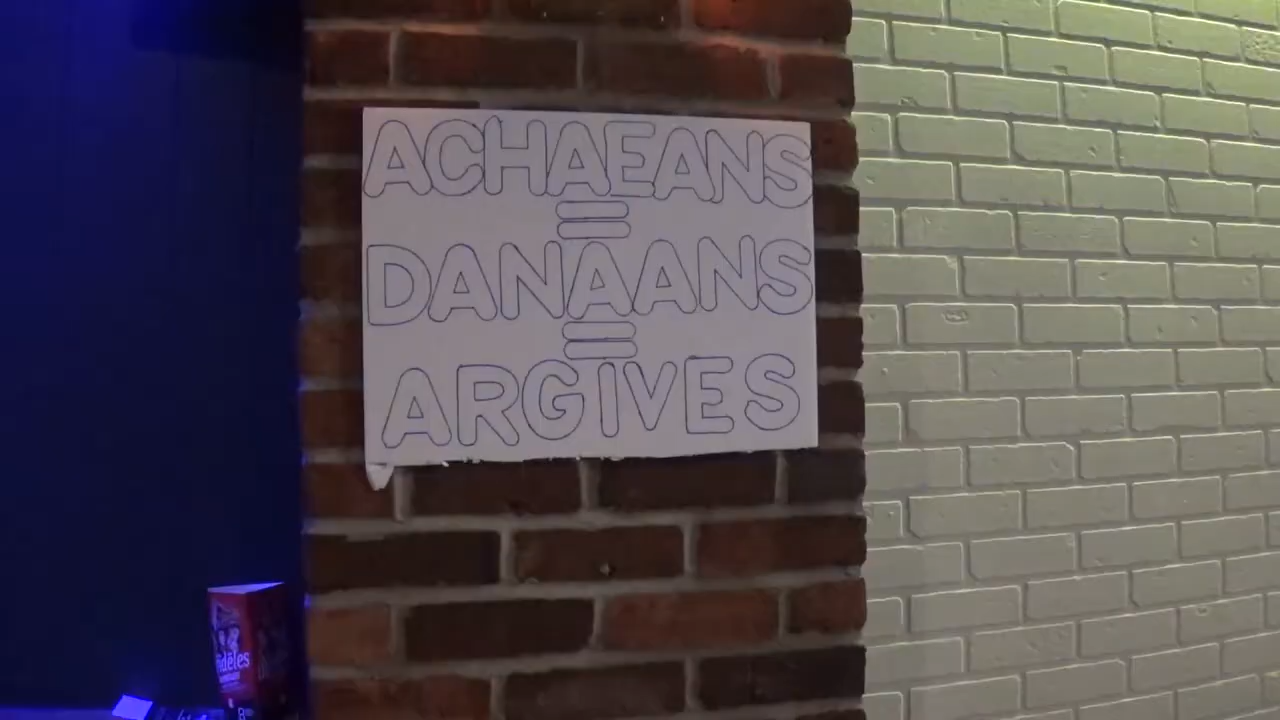 ACHAEANS
=
DANAANS
=
ARGIVES